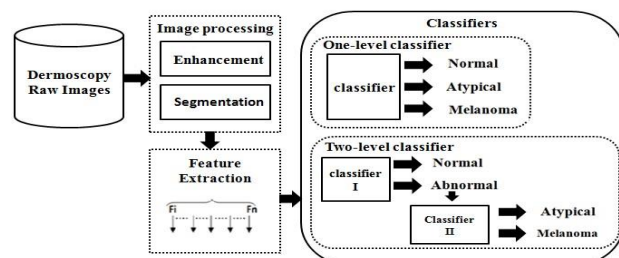 Dermoscopy
Raw Images
Image processing
Enhancement
Segmentation
Feature
Extraction
Fi
Fn
Classifiers
One-level classifier
classifier
Normal
Atypical
Melanoma
Two-level classifier
classifier
I
Normal
Abnormal
Classifier
II
Atypical
Melanoma